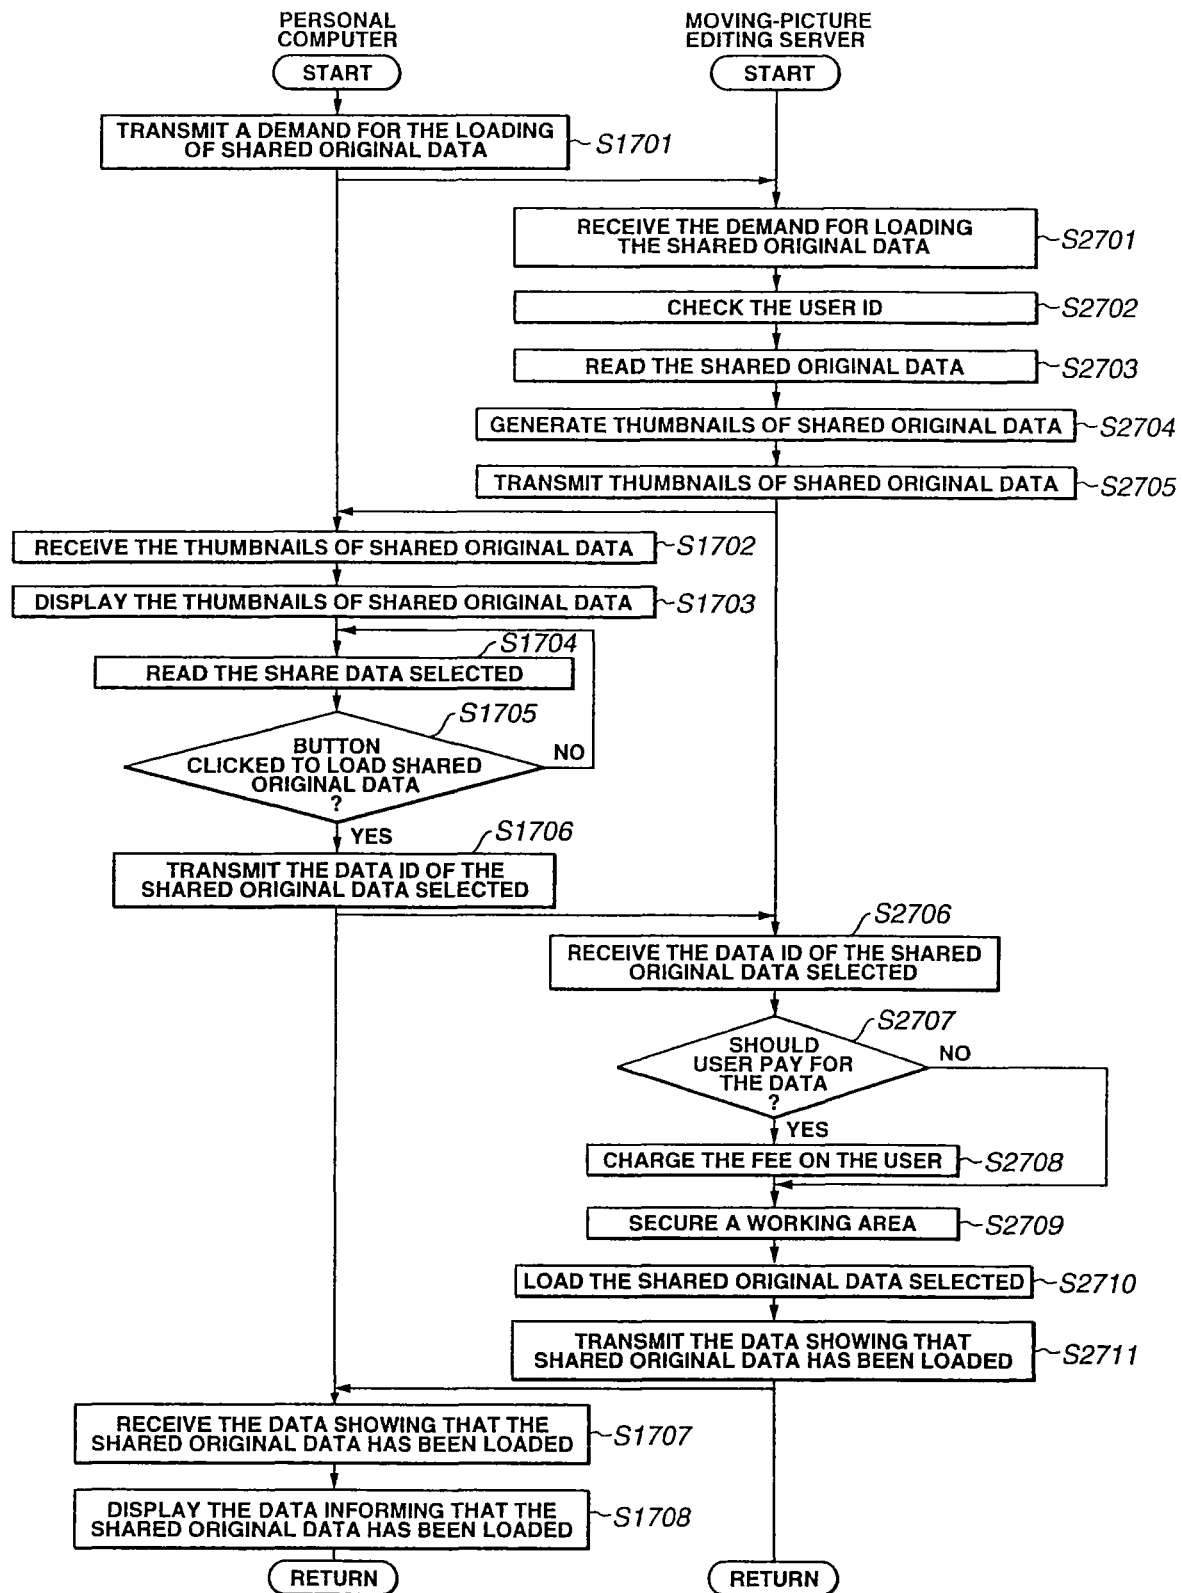 PERSONAL
COMPUTER
MOVING-PICTURE
EDITING SERVER
START
START
TRANSMIT A DEMAND FOR THE LOADING
OF SHARED ORIGINAL DATA
S1701
RECEIVE THE DEMAND FOR LOADING
THE SHARED ORIGINAL DATA
S2701
CHECK THE USER ID
S2702
READ THE SHARED ORIGINAL DATA
S2703
GENERATE THUMBNAILS OF SHARED ORIGINAL DATA
S2704
TRANSMIT THUMBNAILS OF SHARED ORIGINAL DATA
S2705
RECEIVE THE THUMBNAILS OF SHARED ORIGINAL DATA
S1702
DISPLAY THE THUMBNAILS OF SHARED ORIGINAL DATA
S1703
S1704
READ THE SHARE DATA SELECTED
S1705
BUTTON
CLICKED TO LOAD SHARED
ORIGINAL DATA
?
NO
YES
S1706
TRANSMIT THE DATA ID OF THE
SHARED ORIGINAL DATA SELECTED
S2706
RECEIVE THE DATA ID OF THE SHARED
ORIGINAL DATA SELECTED
S2707
SHOULD
USER PAY FOR
THE DATA
?
NO
YES
CHARGE THE FEE ON THE USER
S2708
SECURE A WORKING AREA
S2709
LOAD THE SHARED ORIGINAL DATA SELECTED
S2710
TRANSMIT THE DATA SHOWING THAT
SHARED ORIGINAL DATA HAS BEEN LOADED
S2711
RECEIVE THE DATA SHOWING THAT THE
SHARED ORIGINAL DATA HAS BEEN LOADED
S1707
DISPLAY THE DATA INFORMING THAT THE
SHARED ORIGINAL DATA HAS BEEN LOADED
S1708
RETURN
RETURN